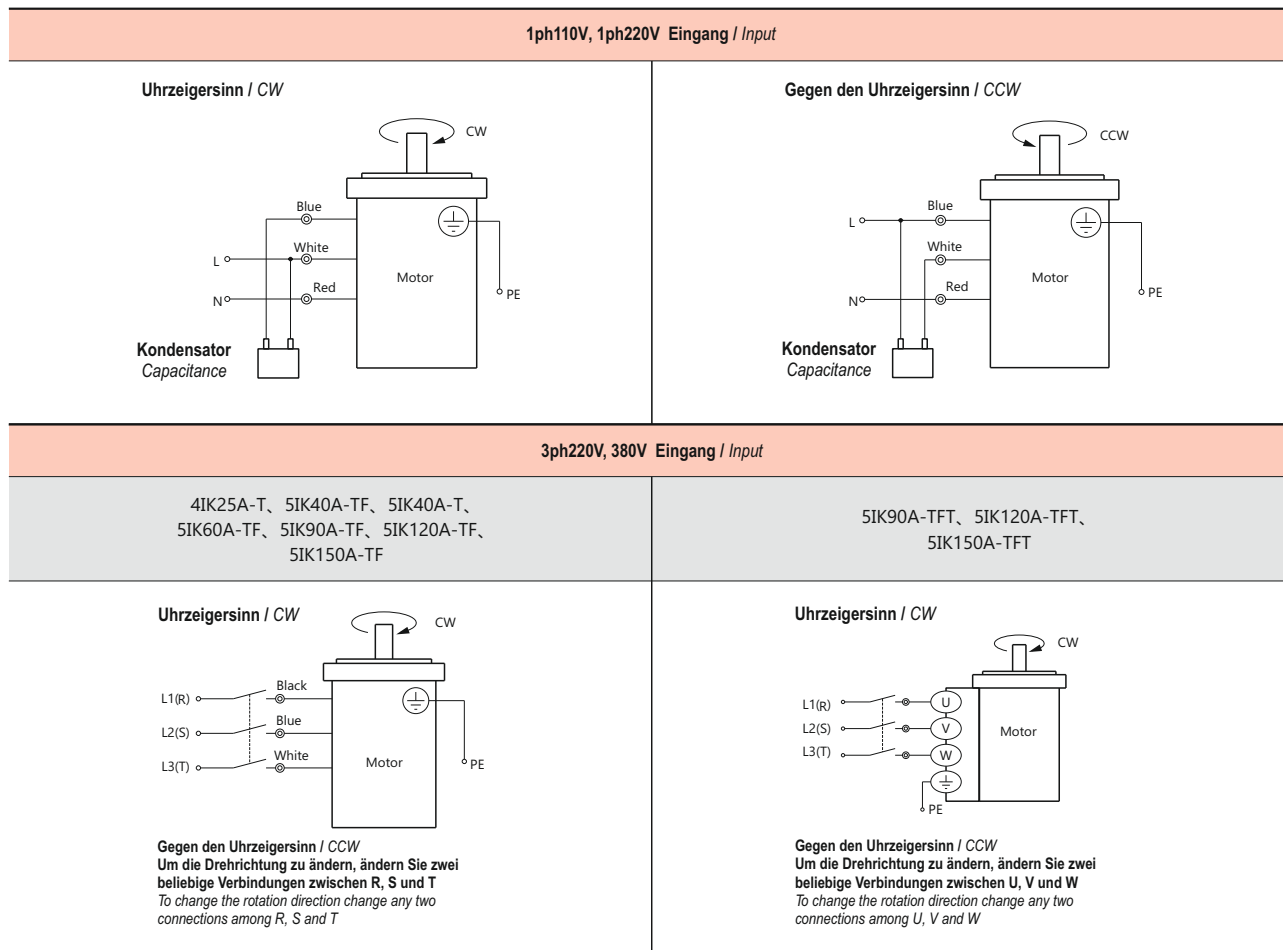 1ph110V, 1ph220V Eingang / Input
Uhrzeigersinn / CW
CW
Blue
White
L
Red
N
Motor
PE
Kondensator
Capacitance
Gegen den Uhrzeigersinn / CCW
CCW
Blue
L
White
Red
N
Motor
PE
Kondensator
Capacitance
3ph220V, 380V Eingang / Input
4IK25A-T、5IK40A-TF、5IK40A-T、
5IK60A-TF、5IK90A-TF、5IK120A-TF、
5IK150A-TF
5IK90A-TFT、5IK120A-TFT、
5IK150A-TFT
Uhrzeigersinn / CW
CW
L1(R)
Black
L2(S)
Blue
L3(T)
White
Motor
PE
Gegen den Uhrzeigersinn / CCW
Um die Drehrichtung zu ändern, ändern Sie zwei
beliebige Verbindungen zwischen R, S und T
To change the rotation direction change any two
connections among R, S and T
Uhrzeigersinn / CW
CW
L1(R)
U
L2(S)
V
L3(T)
W
Motor
PE
Gegen den Uhrzeigersinn / CCW
Um die Drehrichtung zu ändern, ändern Sie zwei
beliebige Verbindungen zwischen U, V und W
To change the rotation direction change any two
connections among U, V and W